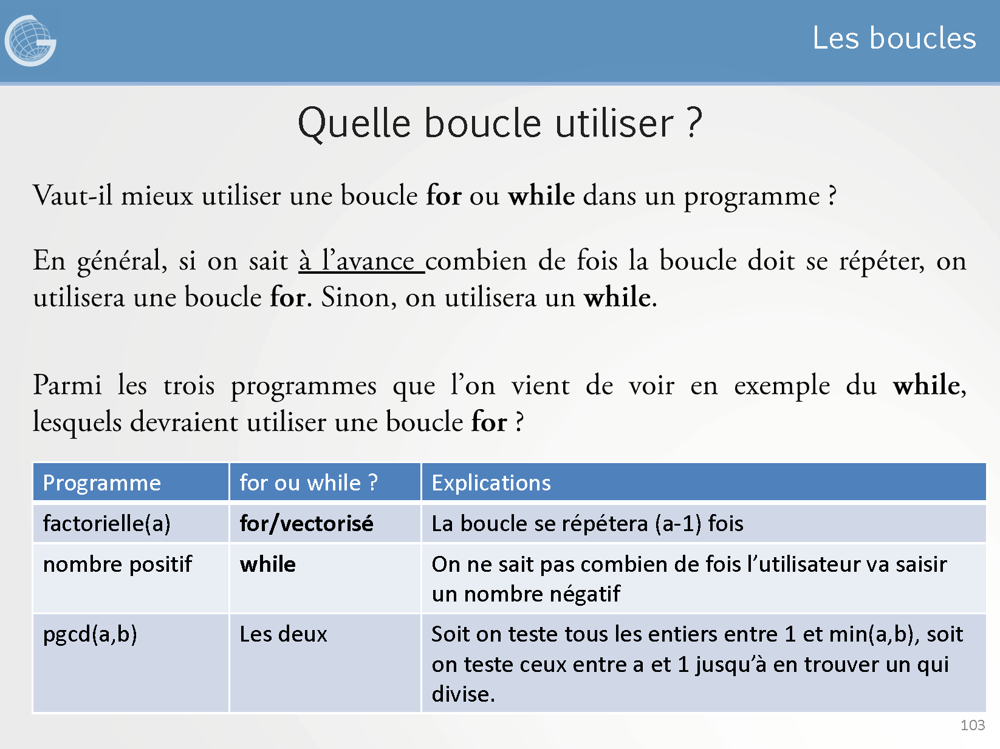 Les boucles
Quelle boucle utiliser ?
Vaut-il mieux utiliser une boucle for ou while dans un programme ?
En général, si on sait à l’avance combien de fois la boucle doit se répéter, on
utilisera une boucle for. Sinon, on utilisera un while.
Parmi les trois programmes que l’on vient de voir en exemple du while,
lesquels devraient utiliser une boucle for ?
Programme for ou while ? Explications
factorielle(a) for/vectorisé La boucle se répétera (a-1) fois
nombre positif while On ne sait pas combien de fois l’utilisateur va saisir
un nombre négatif
pgcd(a,b) Les deux Soit on teste tous les entiers entre 1 et min(a,b), soit
on teste ceux entre a et 1 jusqu’à en trouver un qui
divise.
103